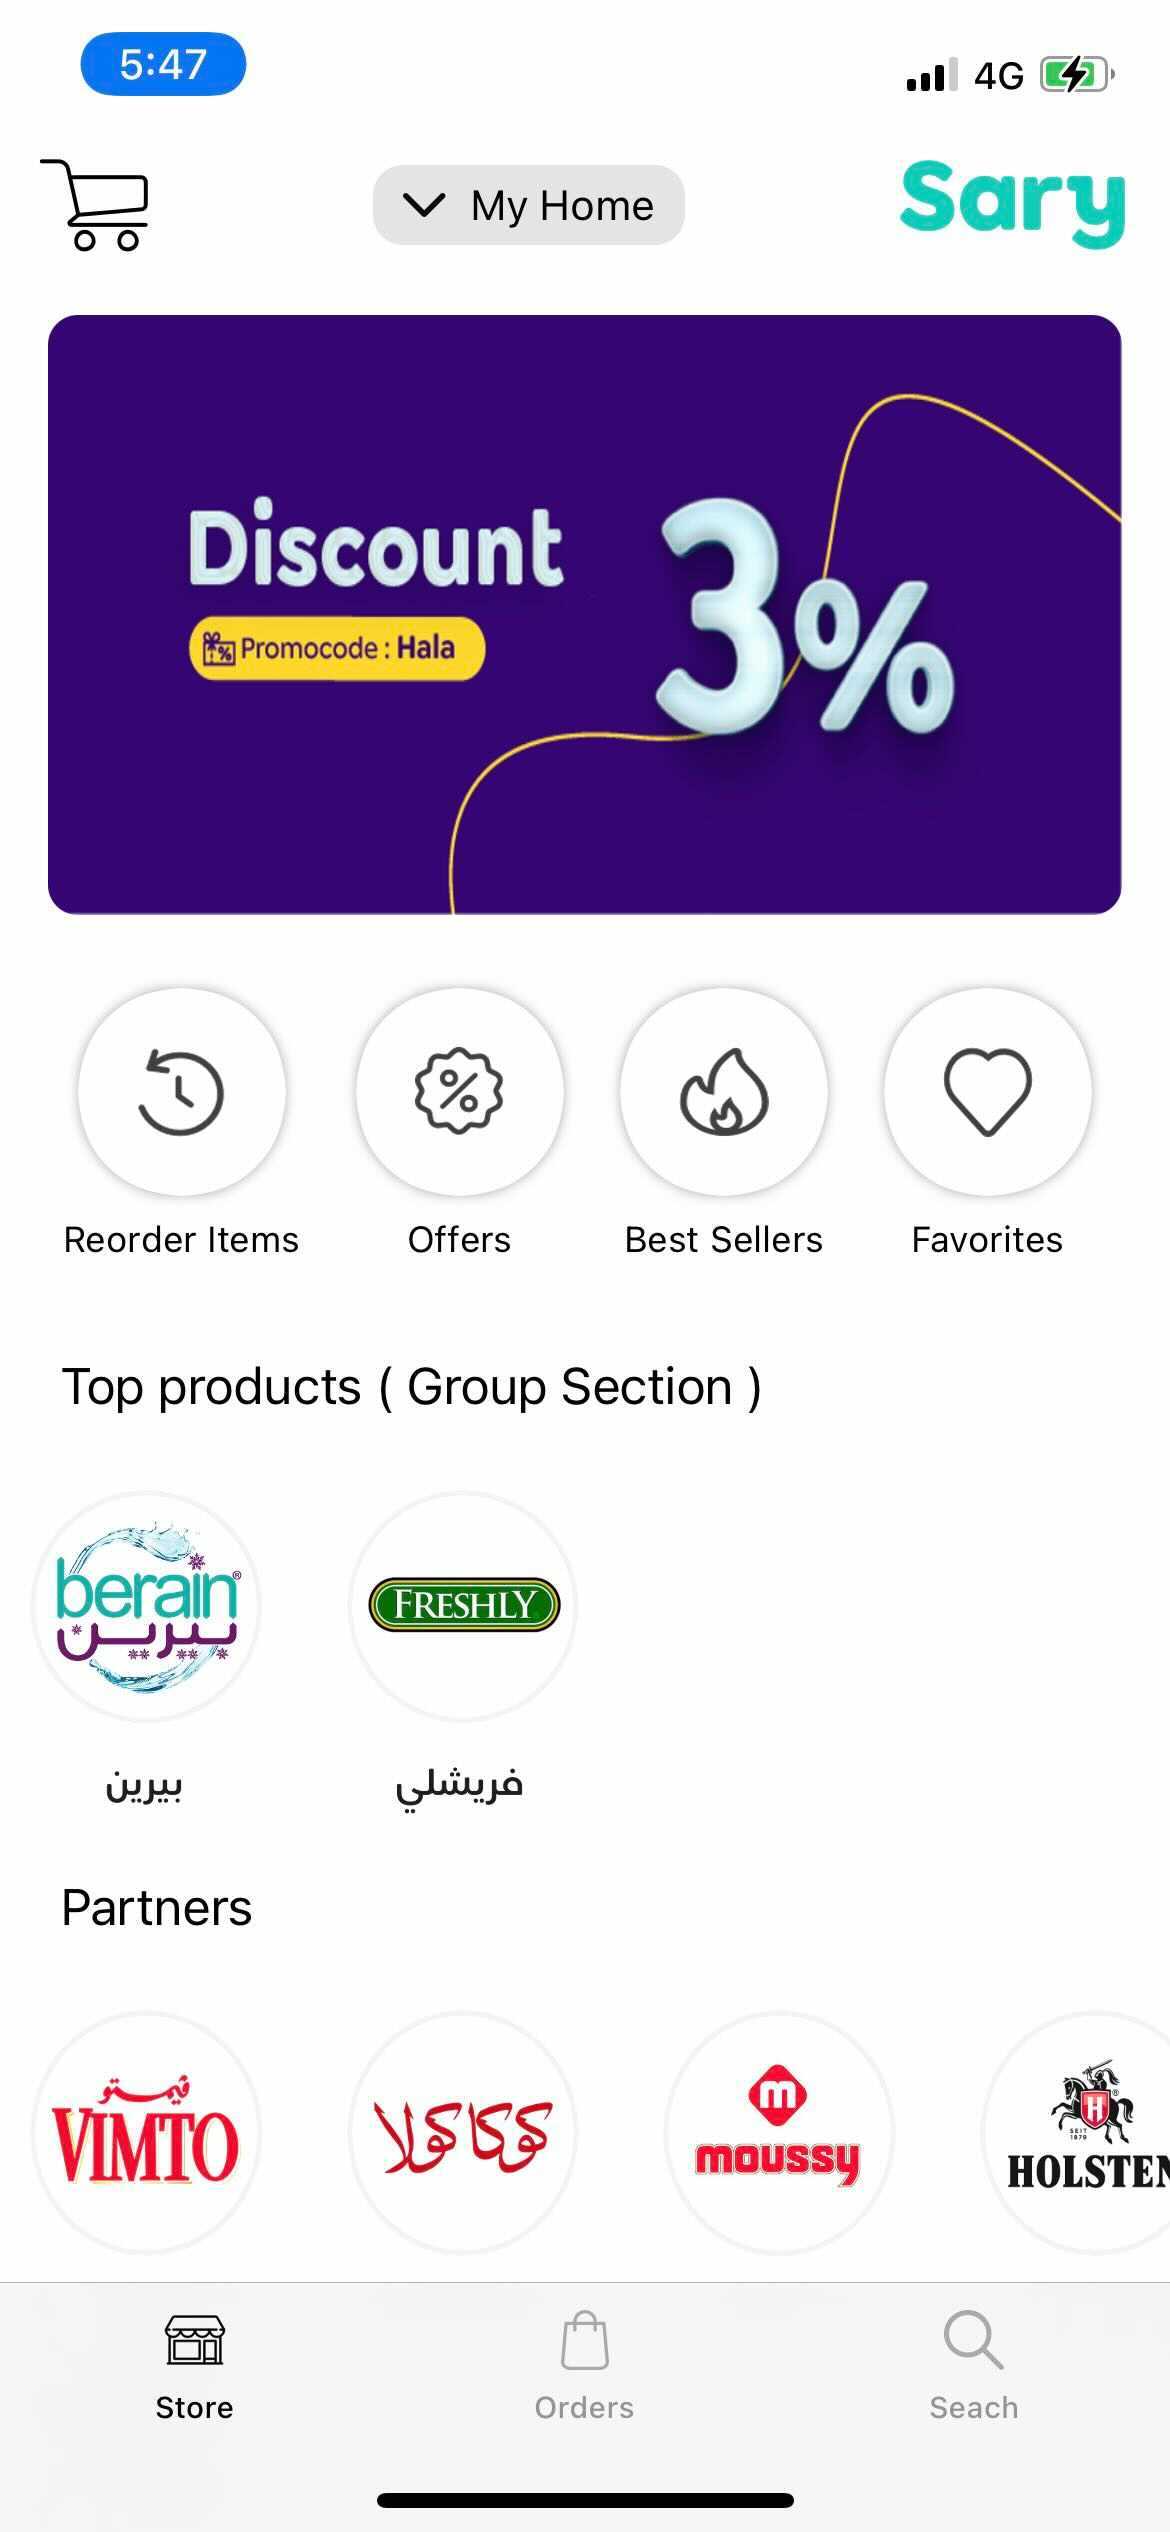 5:47
4G
My Home
Sary
Discount
Promocode : Hala
3%
Reorder Items
Offers
Best Sellers
Favorites
Top products ( Group Section )
berain®
بيرين
FRESHLY
بيرين
فريشلي
Partners
ڤيمتو
VIMTO
كوكاكولا
m
moussy
H
SEIT
1879
HOLSTEN
Store
Orders
Seach